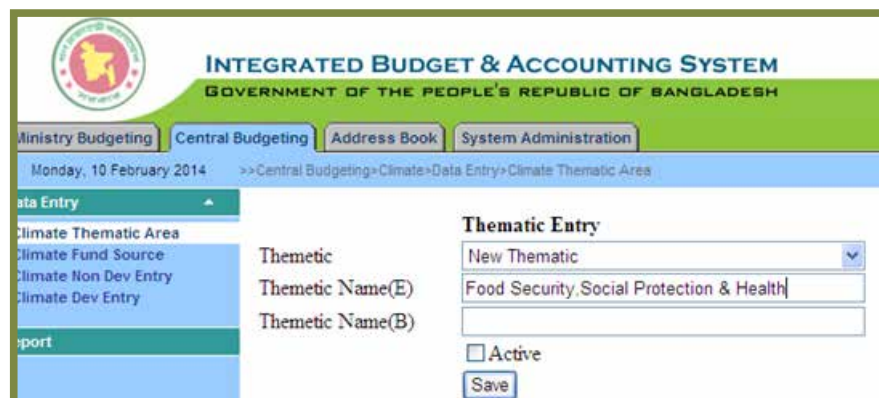 INTEGRATED BUDGET & ACCOUNTING SYSTEM
GOVERNMENT OF THE PEOPLE'S REPUBLIC OF BANGLADESH
Ministry Budgeting Central Budgeting Address Book System Administration
Monday, 10 February 2014 >>Central Budgeting>Climate>Data Entry>Climate Thematic Area
ata Entry
Climate Thematic Area
Climate Fund Source
Climate Non Dev Entry
Climate Dev Entry
eport
Thematic Entry
Themetic New Thematic
Themetic Name(E) Food Security,Social Protection & Health
Themetic Name(B)
Active
Save